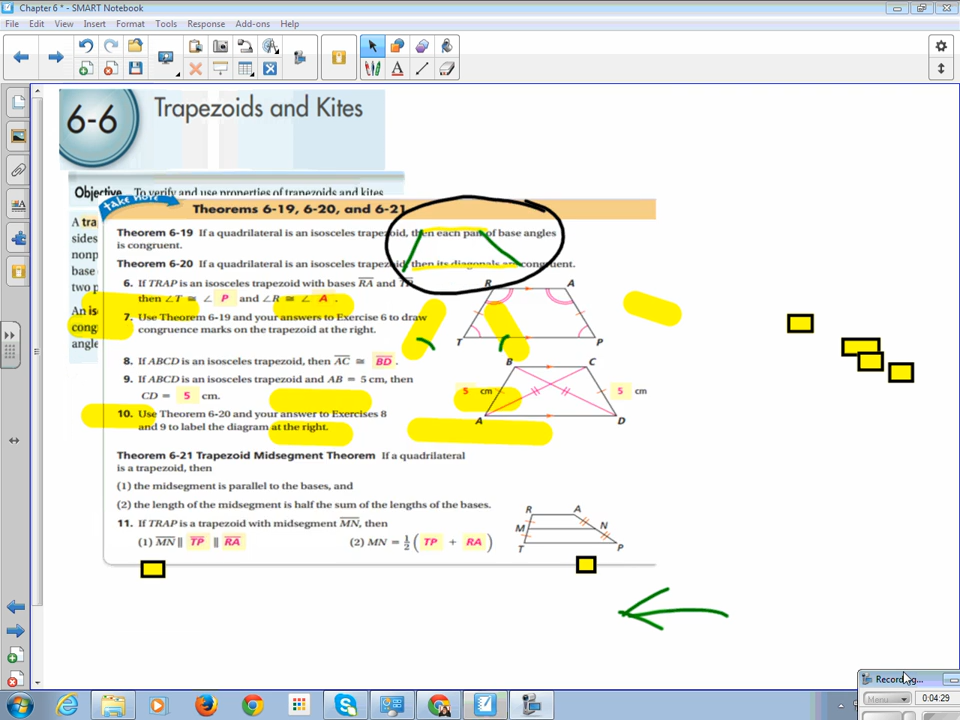 Chapter 6 * - SMART Notebook
File Edit View Insert Format Tools Response Add-ons Help
6-6 Trapezoids and Kites
Objective To verify and use properties of trapezoids and kites
take note Theorems 6-19, 6-20, and 6-21
A tra
sides
nonp
base
two p
An is
cong
angle
Theorem 6-19 If a quadrilateral is an isosceles trapezoid, then each pair of base angles
is congruent.
Theorem 6-20 If a quadrilateral is an isosceles trapezoid, then its diagonals are congruent.
6. If TRAP is an isosceles trapezoid with bases RA and
then ∠T ≅ ∠ P and ∠R ≅ ∠ A .
7. Use Theorem 6-19 and your answers to Exercise 6 to draw
congruence marks on the trapezoid at the right.
R A
T P
8. If ABCD is an isosceles trapezoid, then AC ≅ BD .
9. If ABCD is an isosceles trapezoid and AB = 5 cm, then
CD = 5 cm.
10. Use Theorem 6-20 and your answer to Exercises 8
and 9 to label the diagram at the right.
B C
5 cm 5 cm
A D
Theorem 6-21 Trapezoid Midsegment Theorem If a quadrilateral
is a trapezoid, then
(1) the midsegment is parallel to the bases, and
(2) the length of the midsegment is half the sum of the lengths of the bases.
11. If TRAP is a trapezoid with midsegment MN, then
(1) MN ∥ TP ∥ RA (2) MN = 1/2 ( TP + RA )
R A
M N
T P
Recording...
Menu 0:04:29